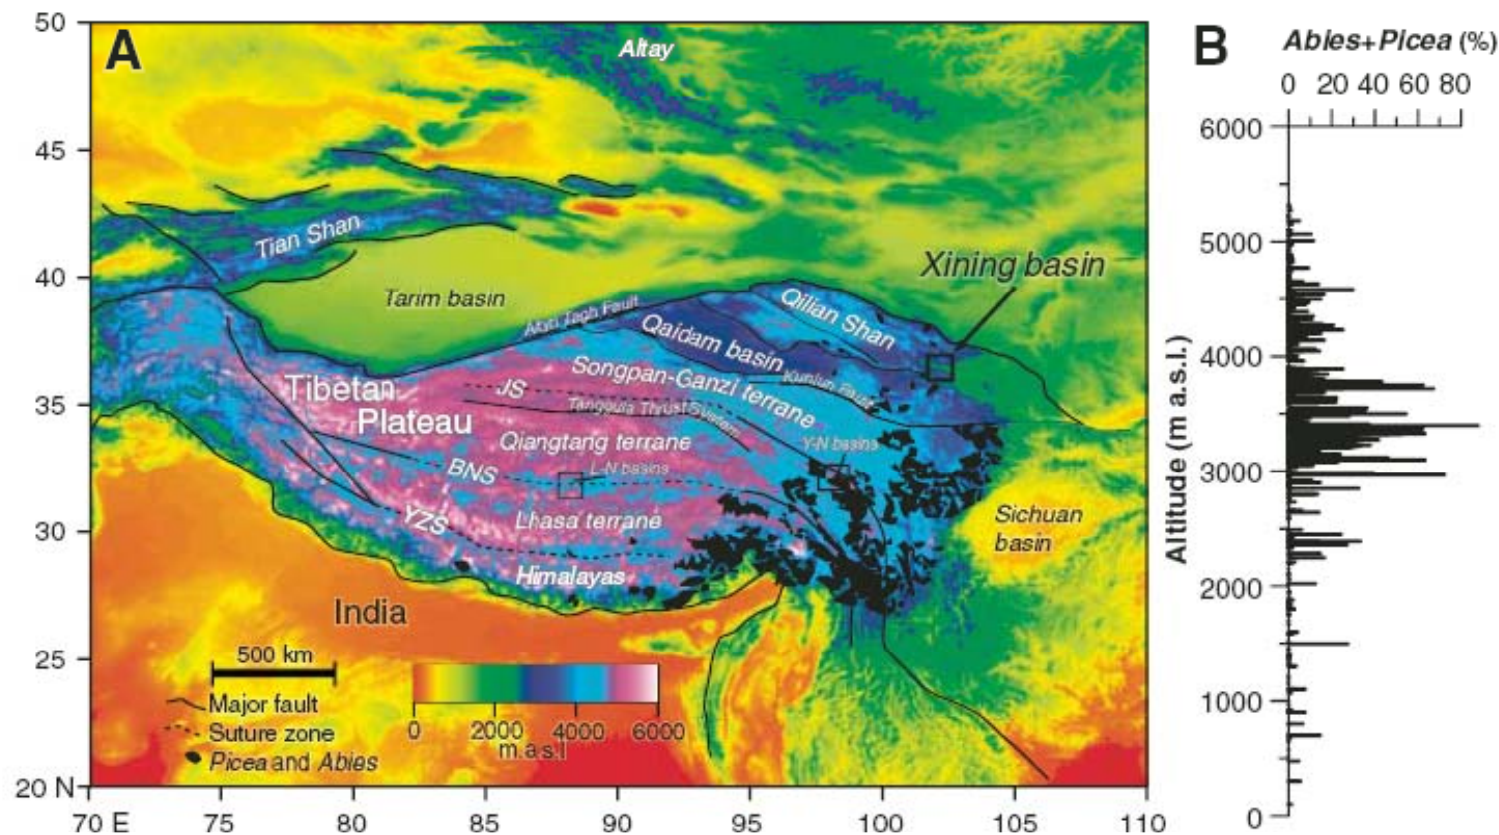 A
50
45
40
35
30
25
20 N
70 E
75
80
85
90
95
100
105
110
Altay
Tian Shan
Tarim basin
Altyn Tagh Fault
Xining basin
Qilian Shan
Qaidam basin
Kunlun Fault
Songpan-Ganzi terrane
JS
Tanggula Thrust System
Tibetan
Plateau
Qiangtang terrane
Y-N basins
BNS
L-N basins
Lhasa terrane
YZS
Himalayas
Sichuan
basin
India
500 km
Major fault
Suture zone
Picea and Abies
0
2000
4000
6000
m.a.s.l
B
Abies+Picea (%)
0 20 40 60 80
Altitude (m a.s.l.)
6000
5000
4000
3000
2000
1000
0